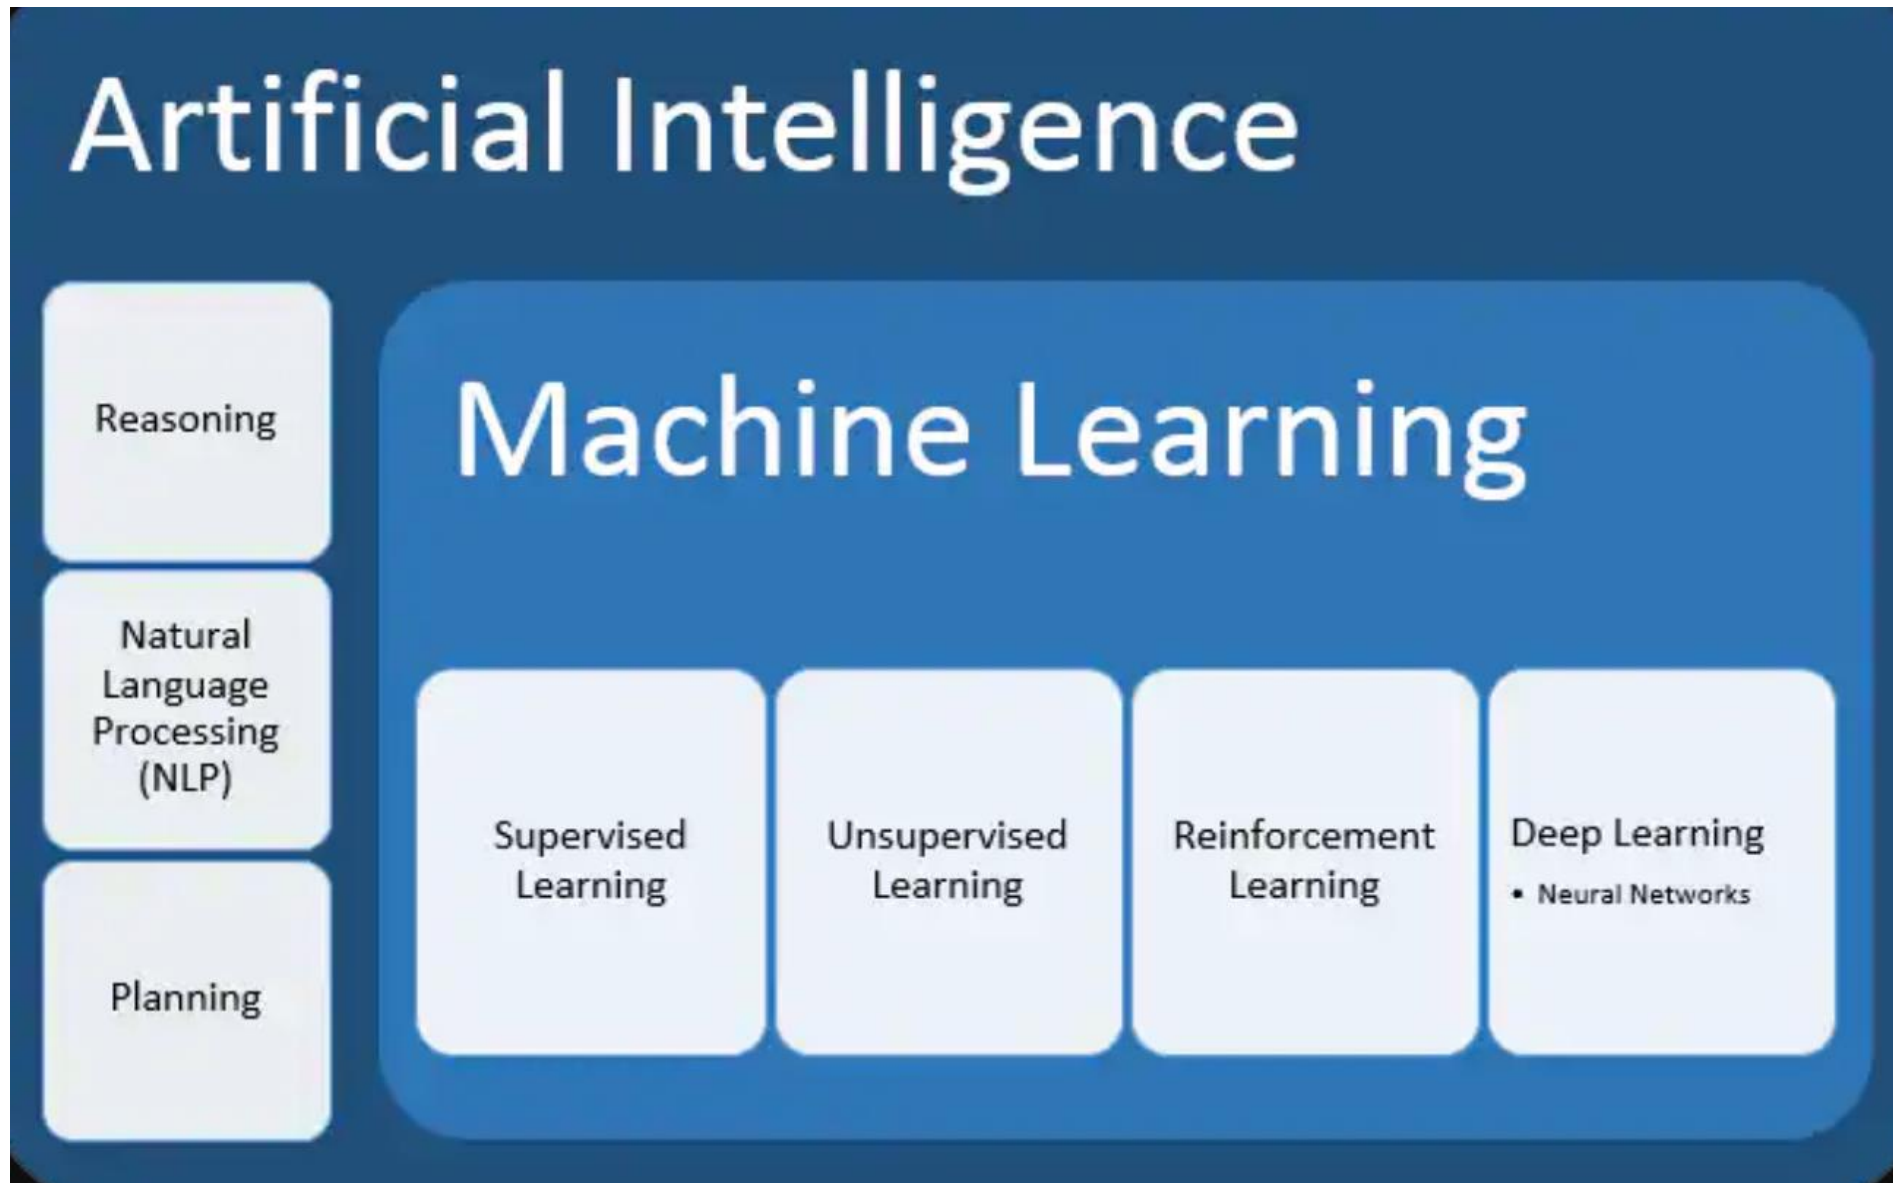 Artificial Intelligence
Reasoning
Natural
Language
Processing
(NLP)
Planning
Machine Learning
Supervised
Learning
Unsupervised
Learning
Reinforcement
Learning
Deep Learning
• Neural Networks